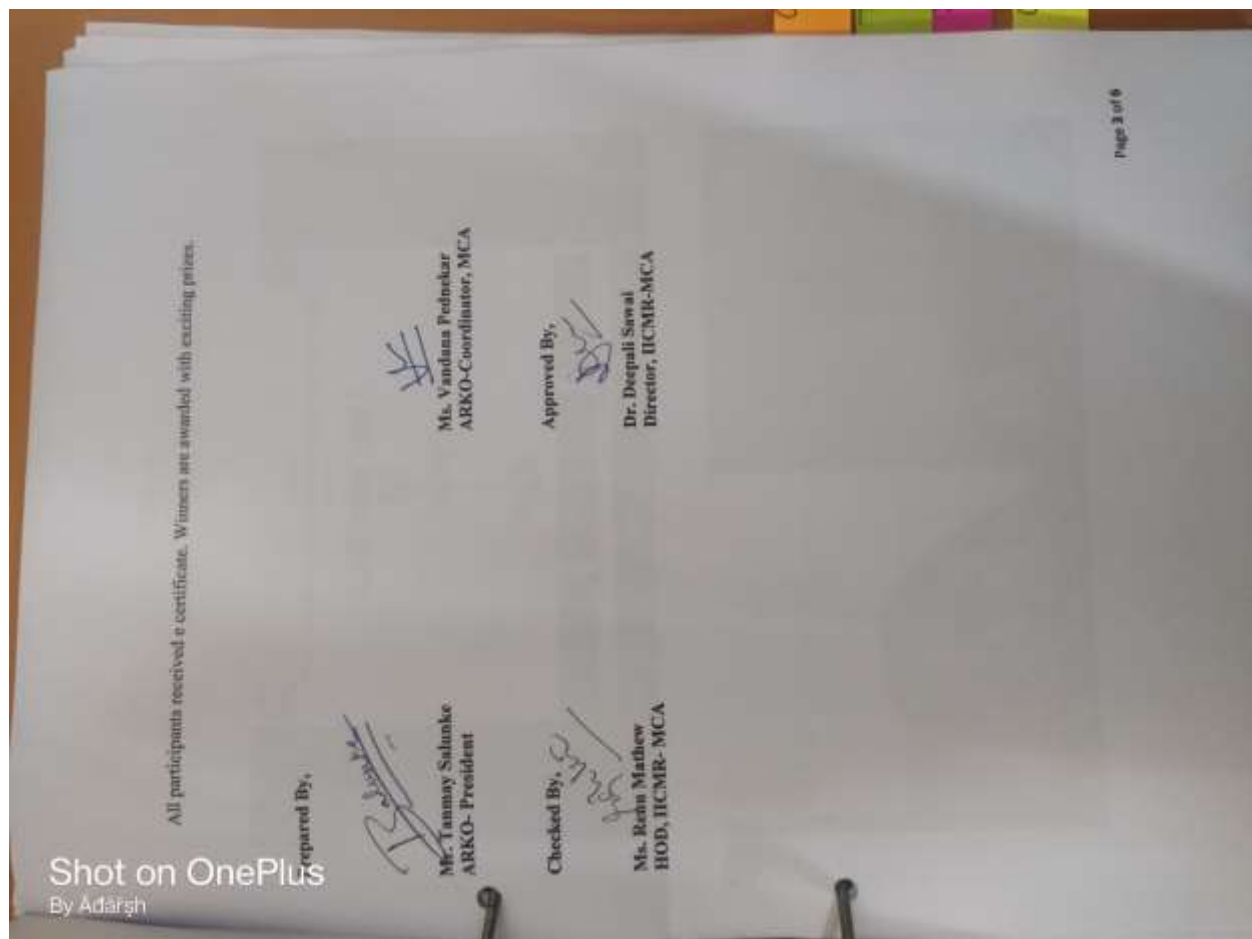 All participants received e certificate. Winners are awarded with exciting prizes.
Prepared By,
Mr. Tanmay Salunke
ARKO- President
Ms. Vandana Pednekar
ARKO-Coordinator, MCA
Checked By,
Ms. Renu Mathew
HOD, IICMR- MCA
Approved By,
Dr. Deepali Sawai
Director, IICMR-MCA
Page 3 of 6
Shot on OnePlus
By Ädãřşh